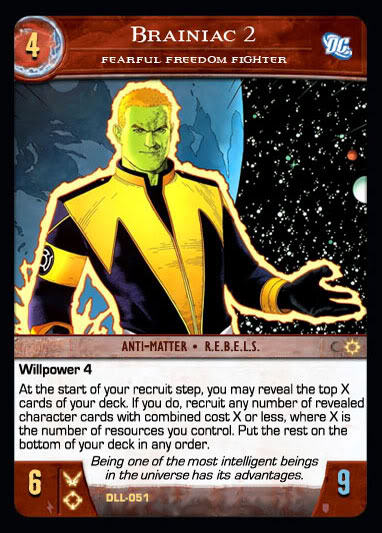 4
BRAINIAC 2
DC
FEARFUL FREEDOM FIGHTER
ANTI-MATTER • R.E.B.E.L.S.
Willpower 4
At the start of your recruit step, you may reveal the top X
cards of your deck. If you do, recruit any number of revealed
character cards with combined cost X or less, where X is
the number of resources you control. Put the rest on the
bottom of your deck in any order.
Being one of the most intelligent beings
in the universe has its advantages.
6
DLL-051
9